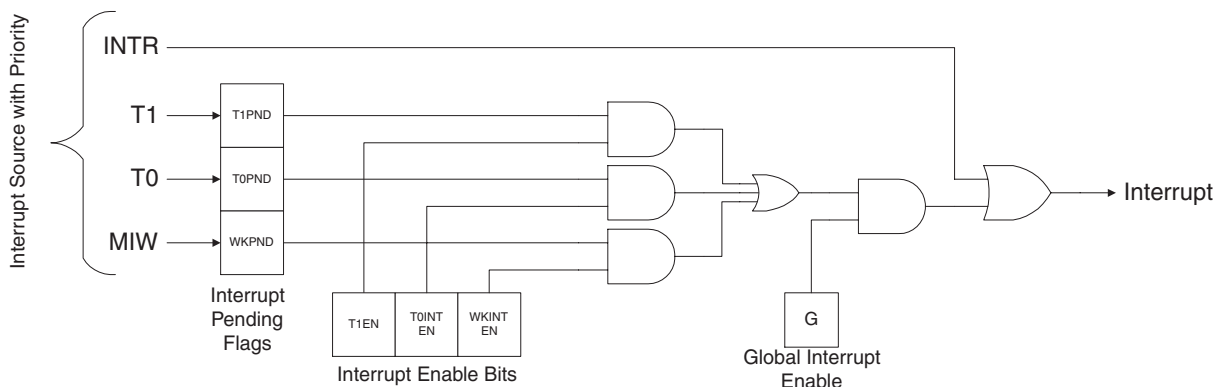 Interrupt Source with Priority
INTR
T1
T1PND
T0
T0PND
MIW
WKPND
Interrupt
Pending
Flags
T1EN
T0INT
EN
WKINT
EN
Interrupt Enable Bits
G
Global Interrupt
Enable
Interrupt